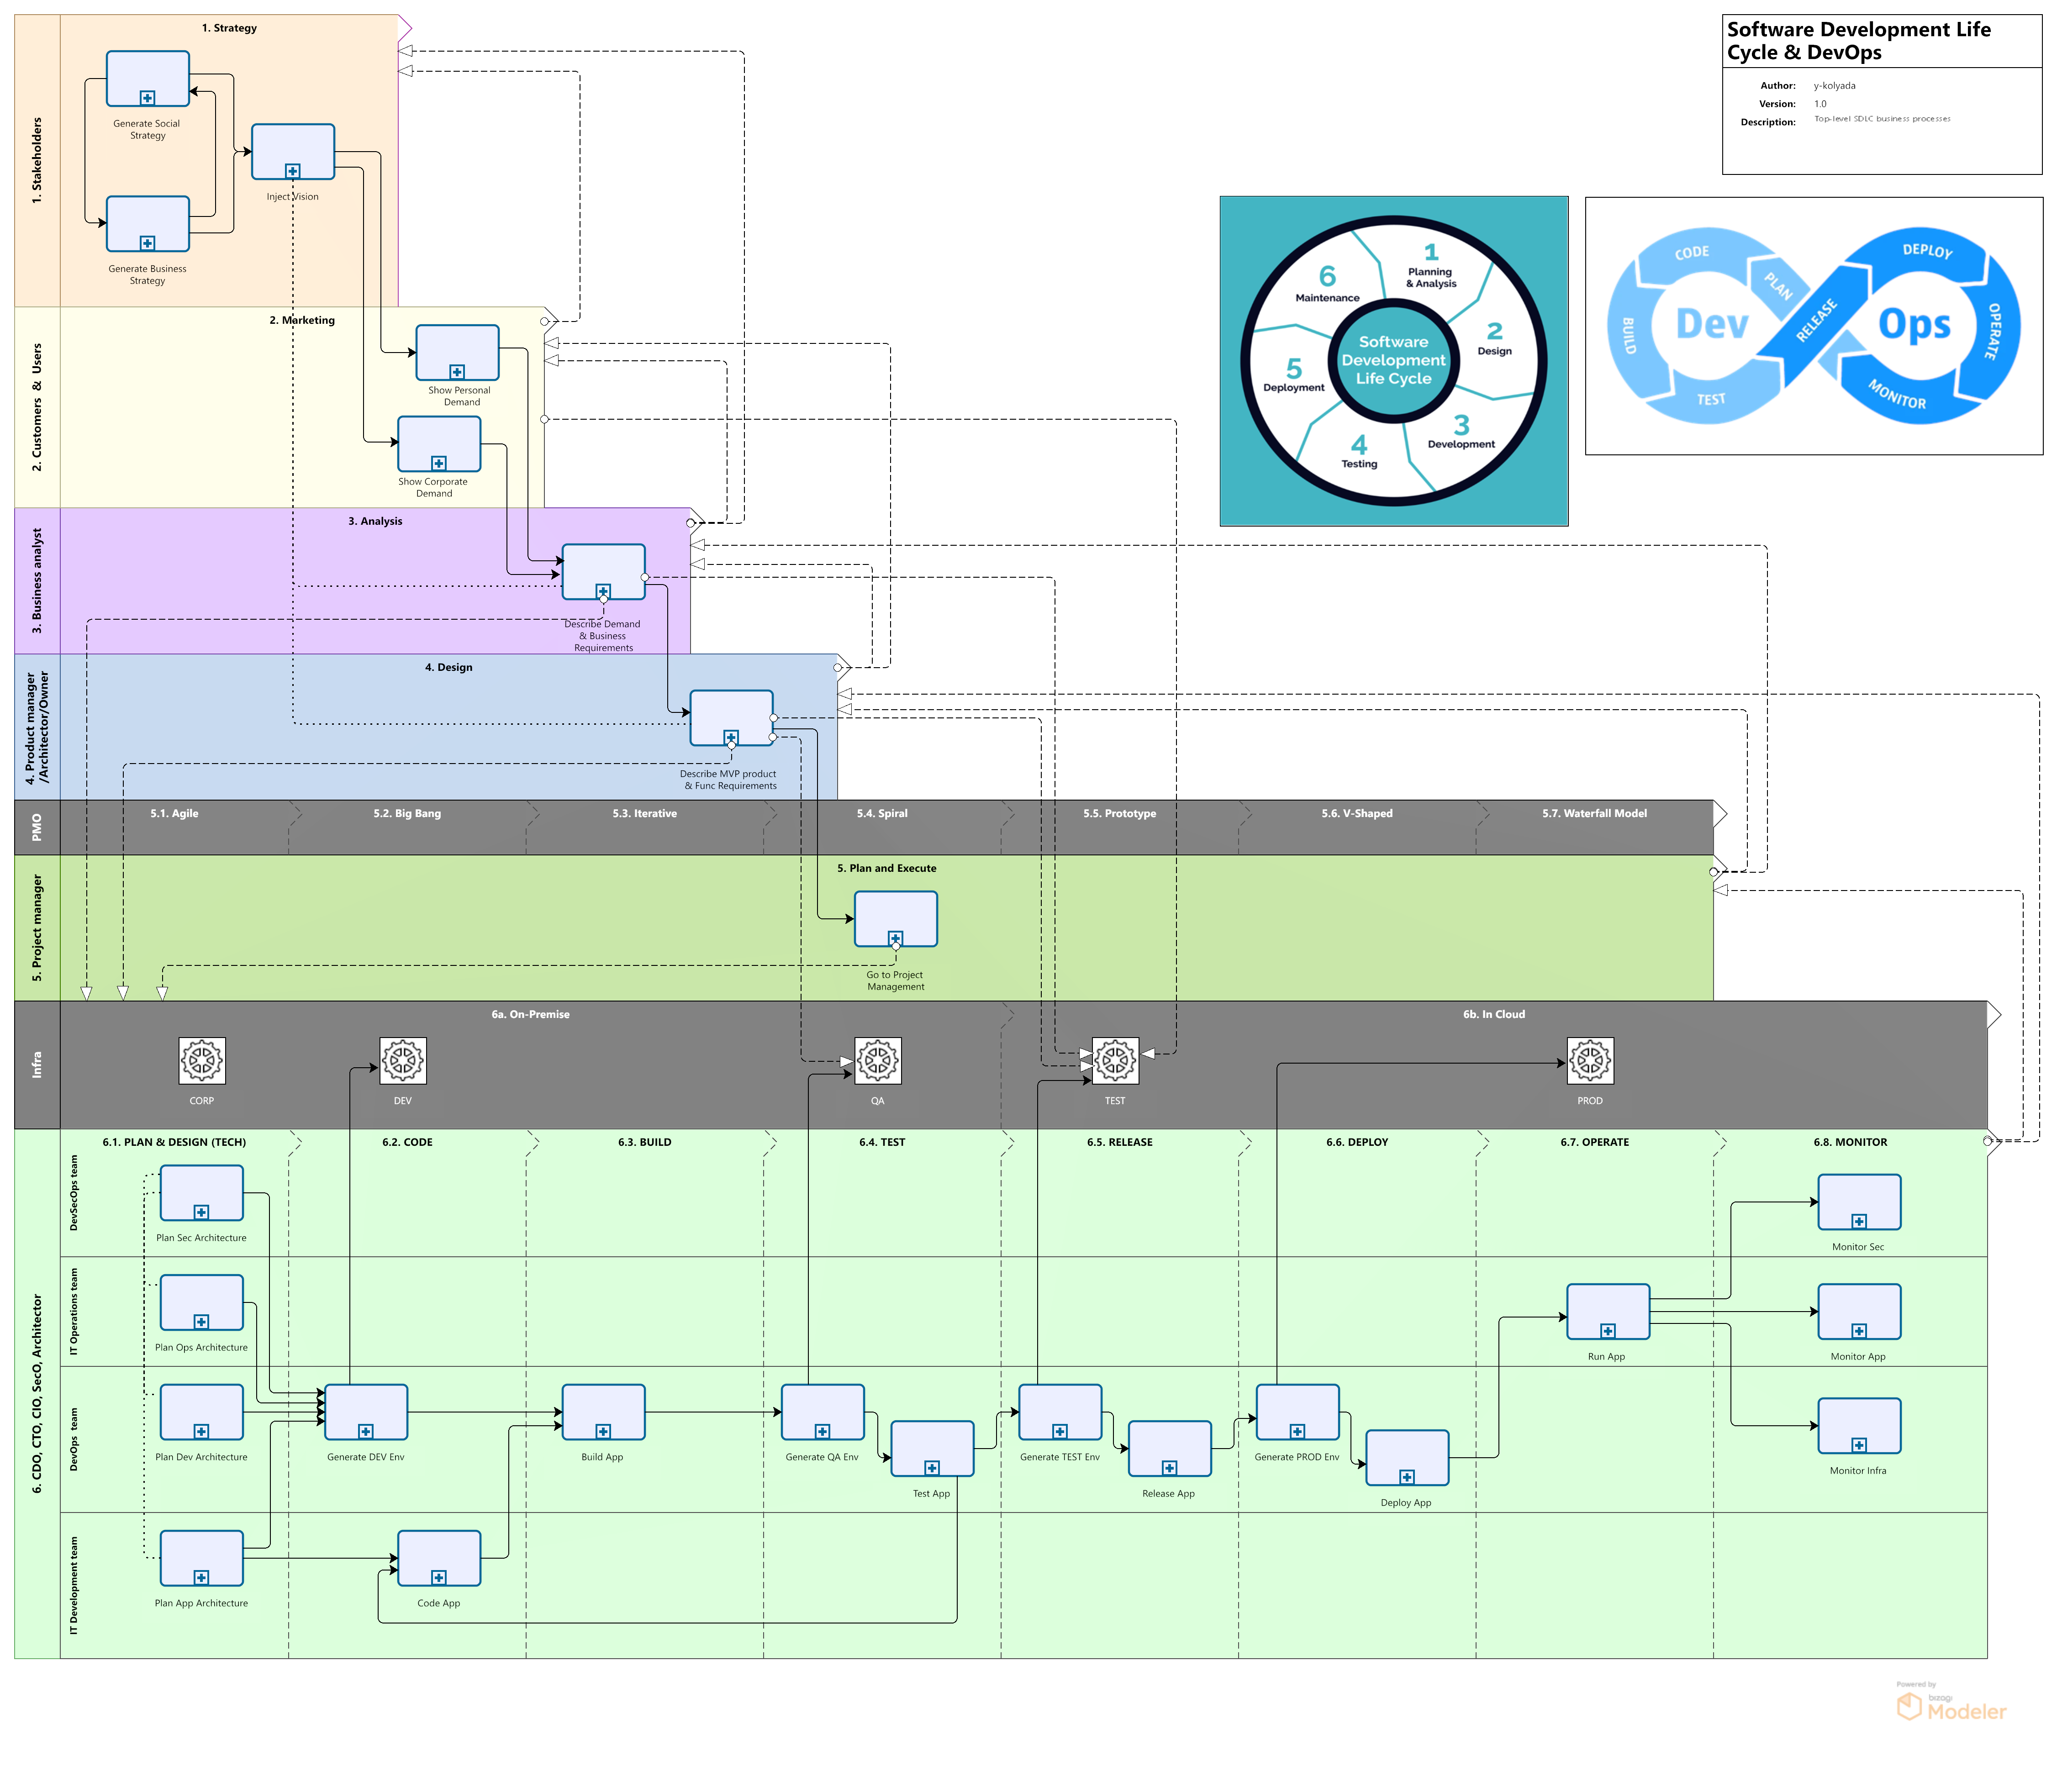 Software Development Life
Cycle & DevOps
Author: y-kolyada
Version: 1.0
Description: Top-level SDLC business processes
1. Stakeholders
1. Strategy
Generate Social
Strategy
Inject Vision
Generate Business
Strategy
2. Customers & Users
2. Marketing
Show Personal
Demand
Show Corporate
Demand
1
Planning
& Analysis
2
Design
3
Development
4
Testing
5
Deployment
6
Maintenance
Software
Development
Life Cycle
CODE
PLAN
BUILD
TEST
Dev
RELEASE
DEPLOY
OPERATE
MONITOR
Ops
3. Business analyst
3. Analysis
Describe Demand
& Business
Requirements
4. Product manager
/Architector/Owner
4. Design
Describe MVP product
& Func Requirements
PMO
5.1. Agile
5.2. Big Bang
5.3. Iterative
5.4. Spiral
5.5. Prototype
5.6. V-Shaped
5.7. Waterfall Model
5. Project manager
5. Plan and Execute
Go to Project
Management
Infra
6a. On-Premise
6b. In Cloud
CORP
DEV
QA
TEST
PROD
6. CDO, CTO, CIO, SecO, Architector
6.1. PLAN & DESIGN (TECH)
6.2. CODE
6.3. BUILD
6.4. TEST
6.5. RELEASE
6.6. DEPLOY
6.7. OPERATE
6.8. MONITOR
DevSecOps team
Plan Sec Architecture
Monitor Sec
IT Operations team
Plan Ops Architecture
Run App
Monitor App
DevOps team
Plan Dev Architecture
Generate DEV Env
Build App
Generate QA Env
Test App
Generate TEST Env
Release App
Generate PROD Env
Deploy App
Monitor Infra
IT Development team
Plan App Architecture
Code App
Powered by
bizagi
Modeler